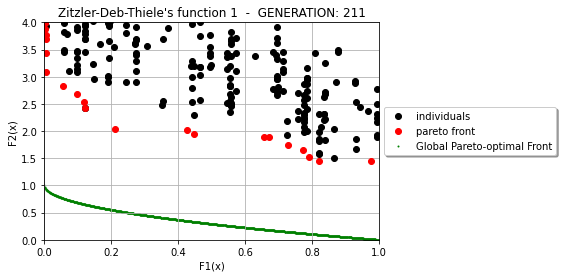 Zitzler-Deb-Thiele's function 1 - GENERATION: 211
4.0
3.5
3.0
2.5
2.0
1.5
1.0
0.5
0.0
F2(x)
0.0 0.2 0.4 0.6 0.8 1.0
F1(x)
individuals
pareto front
Global Pareto-optimal Front